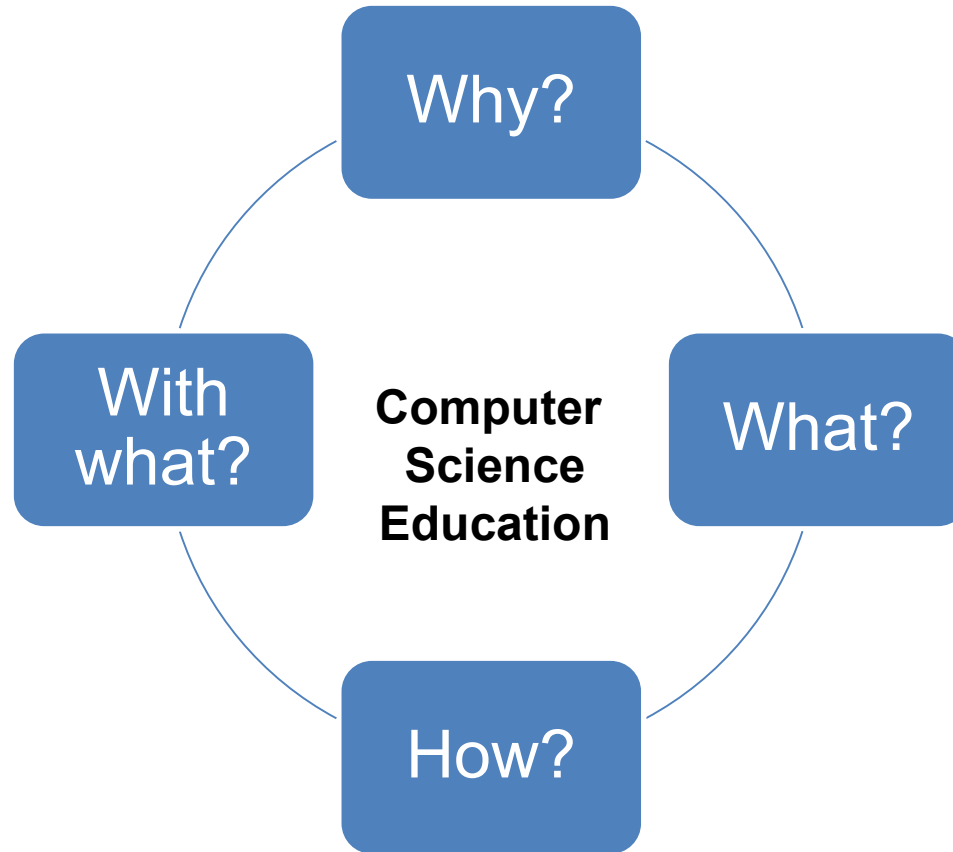 Why?
With
what?
Computer
Science
Education
What?
How?